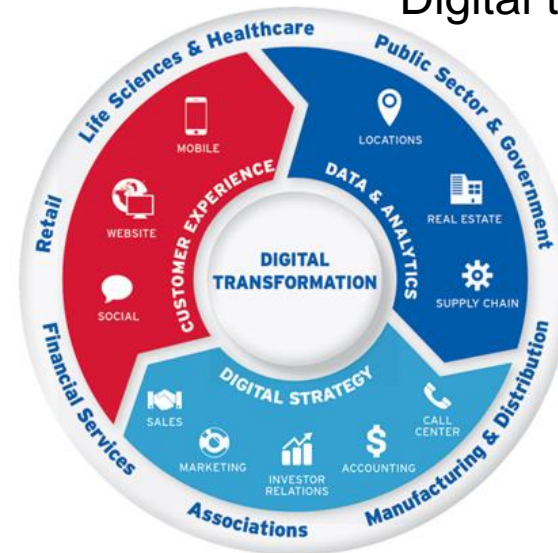 Digital t
Life Sciences & Healthcare
Public Sector & Government
Manufacturing & Distribution
Associations
Financial Services
Retail
CUSTOMER EXPERIENCE
MOBILE
WEBSITE
SOCIAL
DATA & ANALYTICS
LOCATIONS
REAL ESTATE
SUPPLY CHAIN
DIGITAL
TRANSFORMATION
DIGITAL STRATEGY
SALES
MARKETING
INVESTOR
RELATIONS
ACCOUNTING
CALL
CENTER